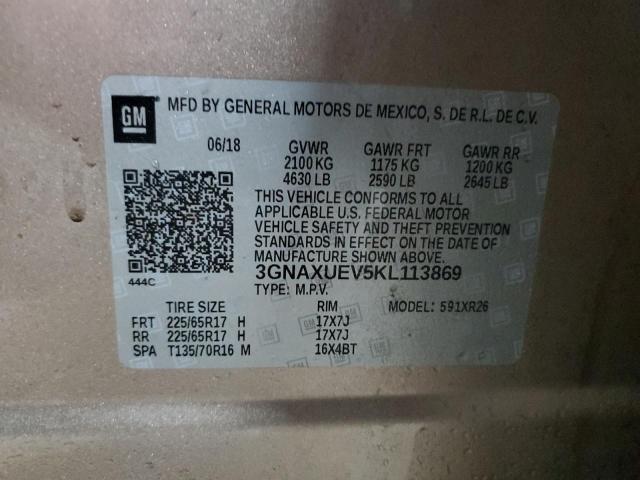 GM
MFD BY GENERAL MOTORS DE MEXICO, S. DE R.L. DE C.V.
06/18 GVWR GAWR FRT GAWR RR
2100 KG 1175 KG 1200 KG
4630 LB 2590 LB 2645 LB
THIS VEHICLE CONFORMS TO ALL
APPLICABLE U.S. FEDERAL MOTOR
VEHICLE SAFETY AND THEFT PREVENTION
STANDARDS IN EFFECT ON THE DATE OF
MANUFACTURE SHOWN ABOVE.
444C
3GNAXUEV5KL113869
TYPE: M.P.V. MODEL: 591XR26
TIRE SIZE RIM
FRT 225/65R17 H 17X7J
RR 225/65R17 H 17X7J
SPA T135/70R16 M 16X4BT